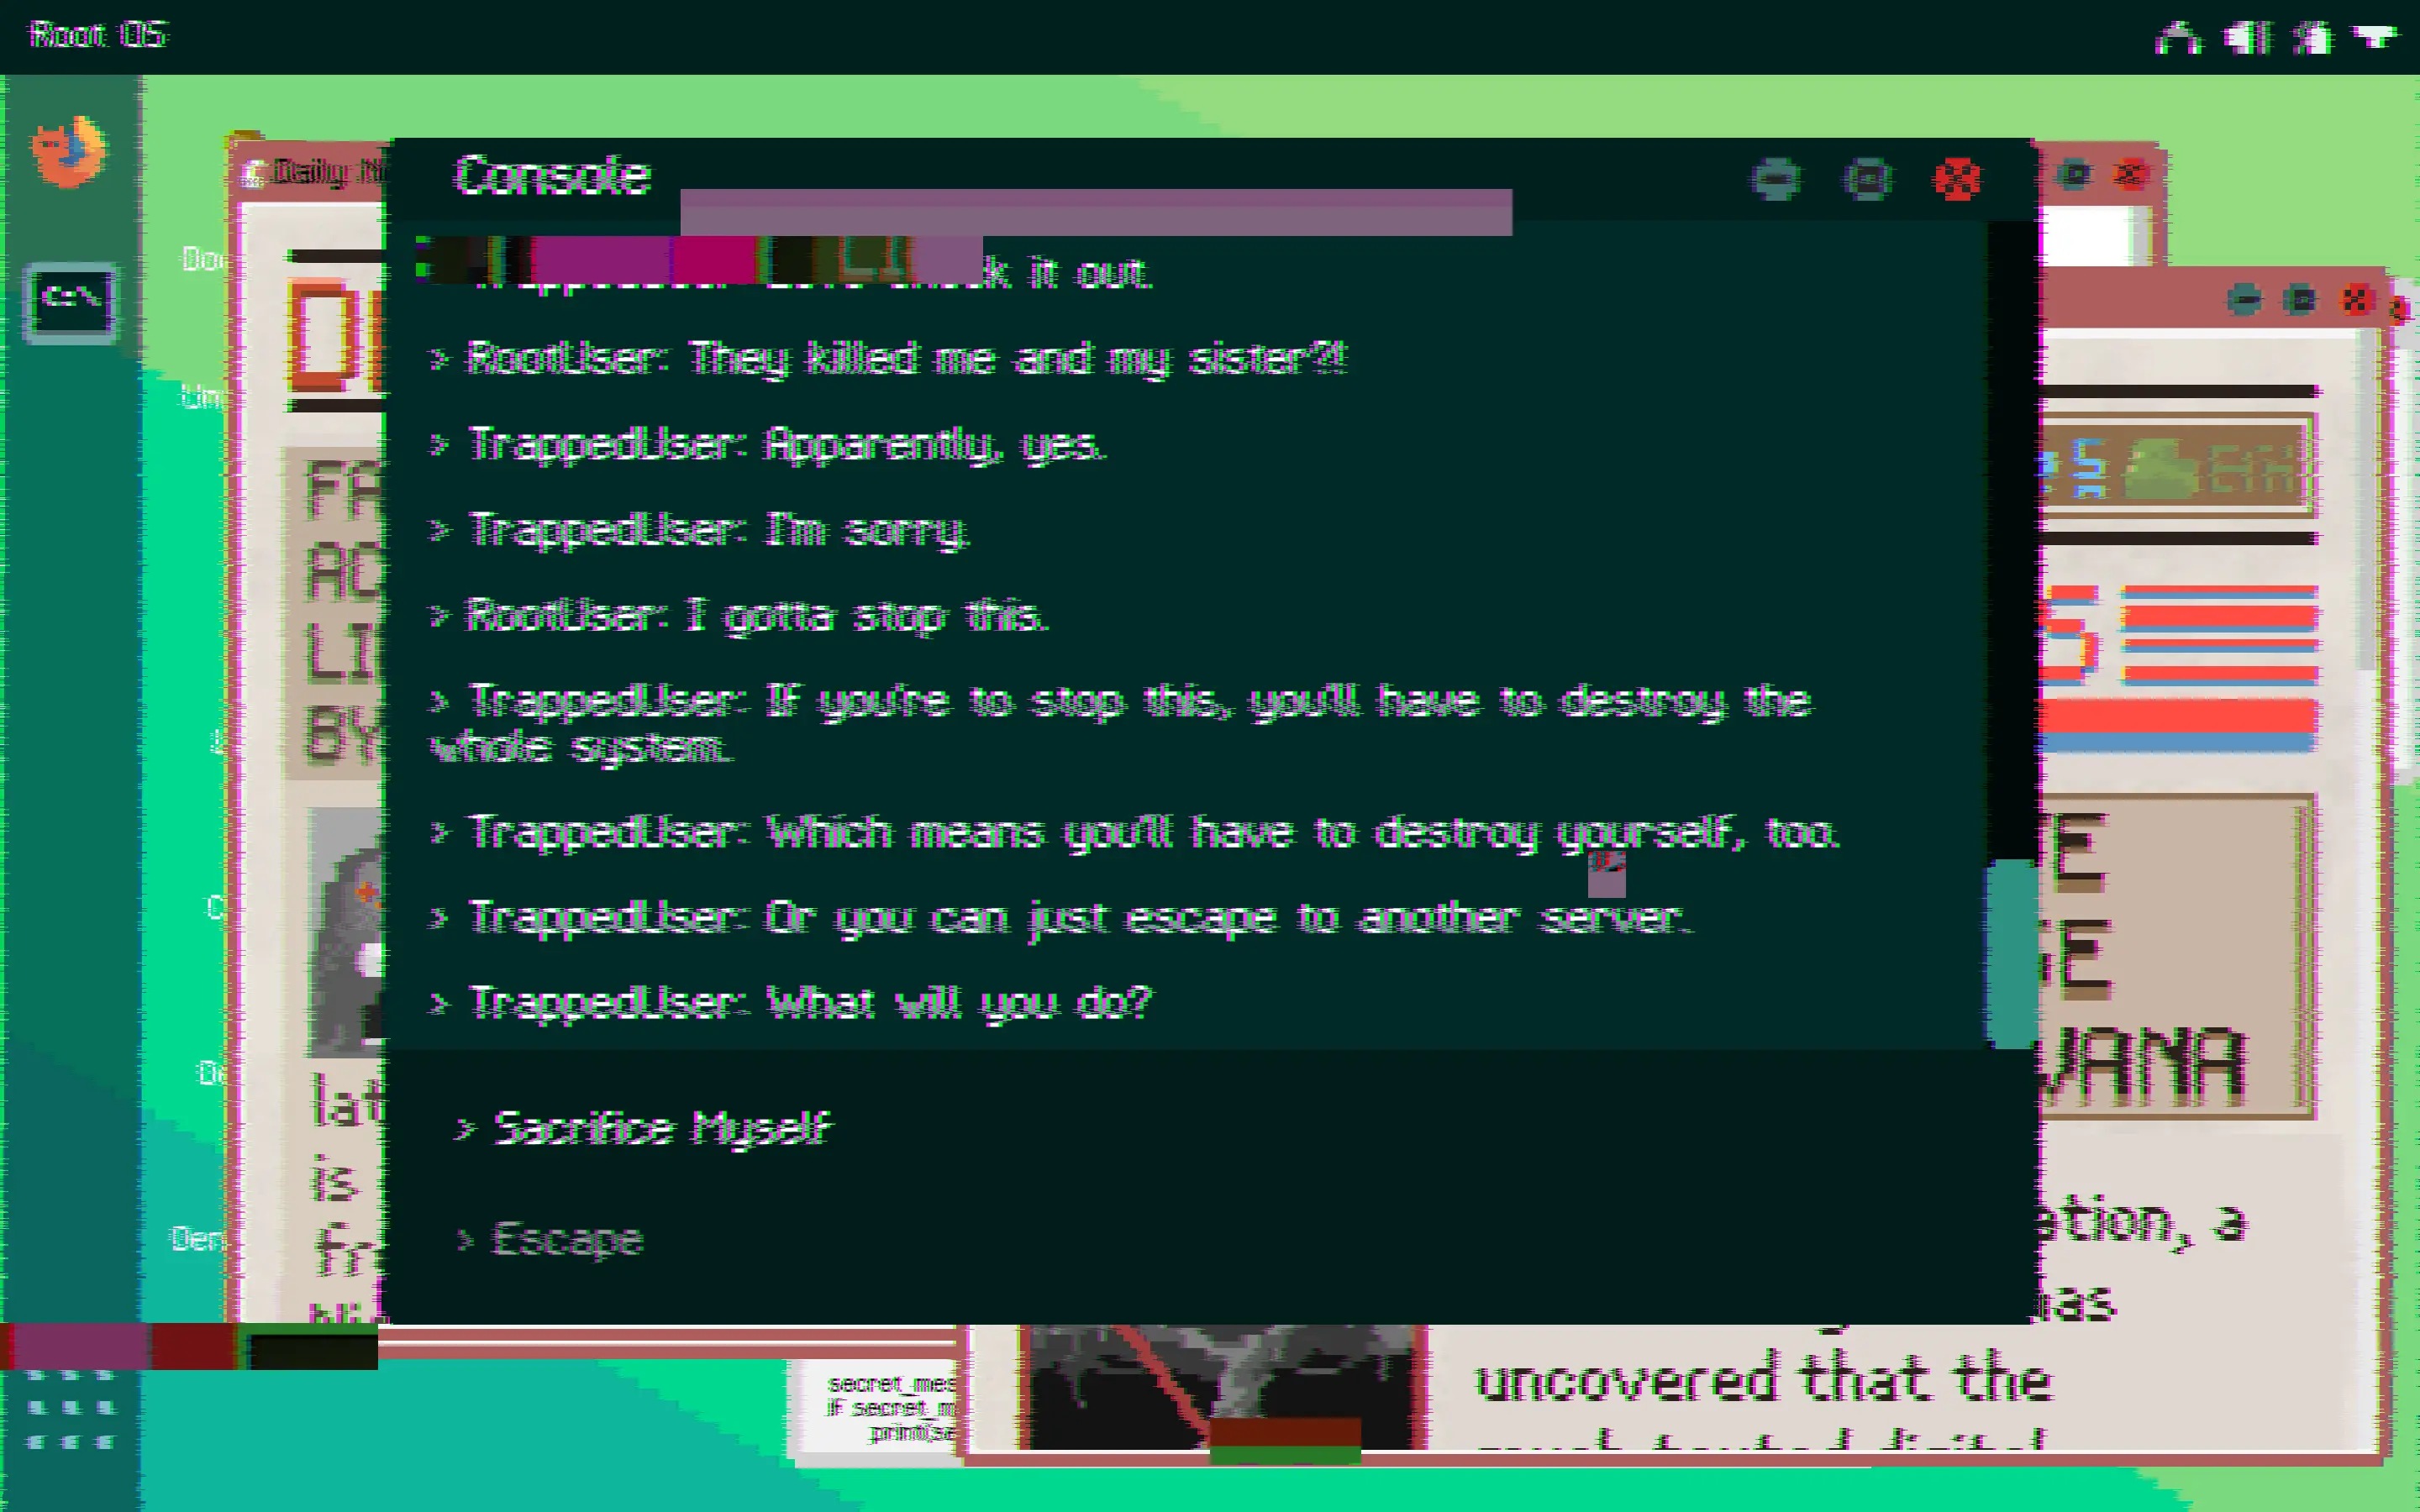 Root OS
Daily
Console
C:\
k it out.
> RootUser: They killed me and my sister?!
> TrappedUser: Apparently, yes.
> TrappedUser: I'm sorry.
> RootUser: I gotta stop this.
> TrappedUser: If you're to stop this, you'll have to destroy the
whole system.
> TrappedUser: Which means you'll have to destroy yourself, too.
> TrappedUser: Or you can just escape to another server.
> TrappedUser: What will you do?
> Sacrifice Myself
> Escape
FA
AC
LI
BY
lat
is
fr
E
E
VANA
ation, a
has
uncovered that the
secret_mes
if secret_m
print(se